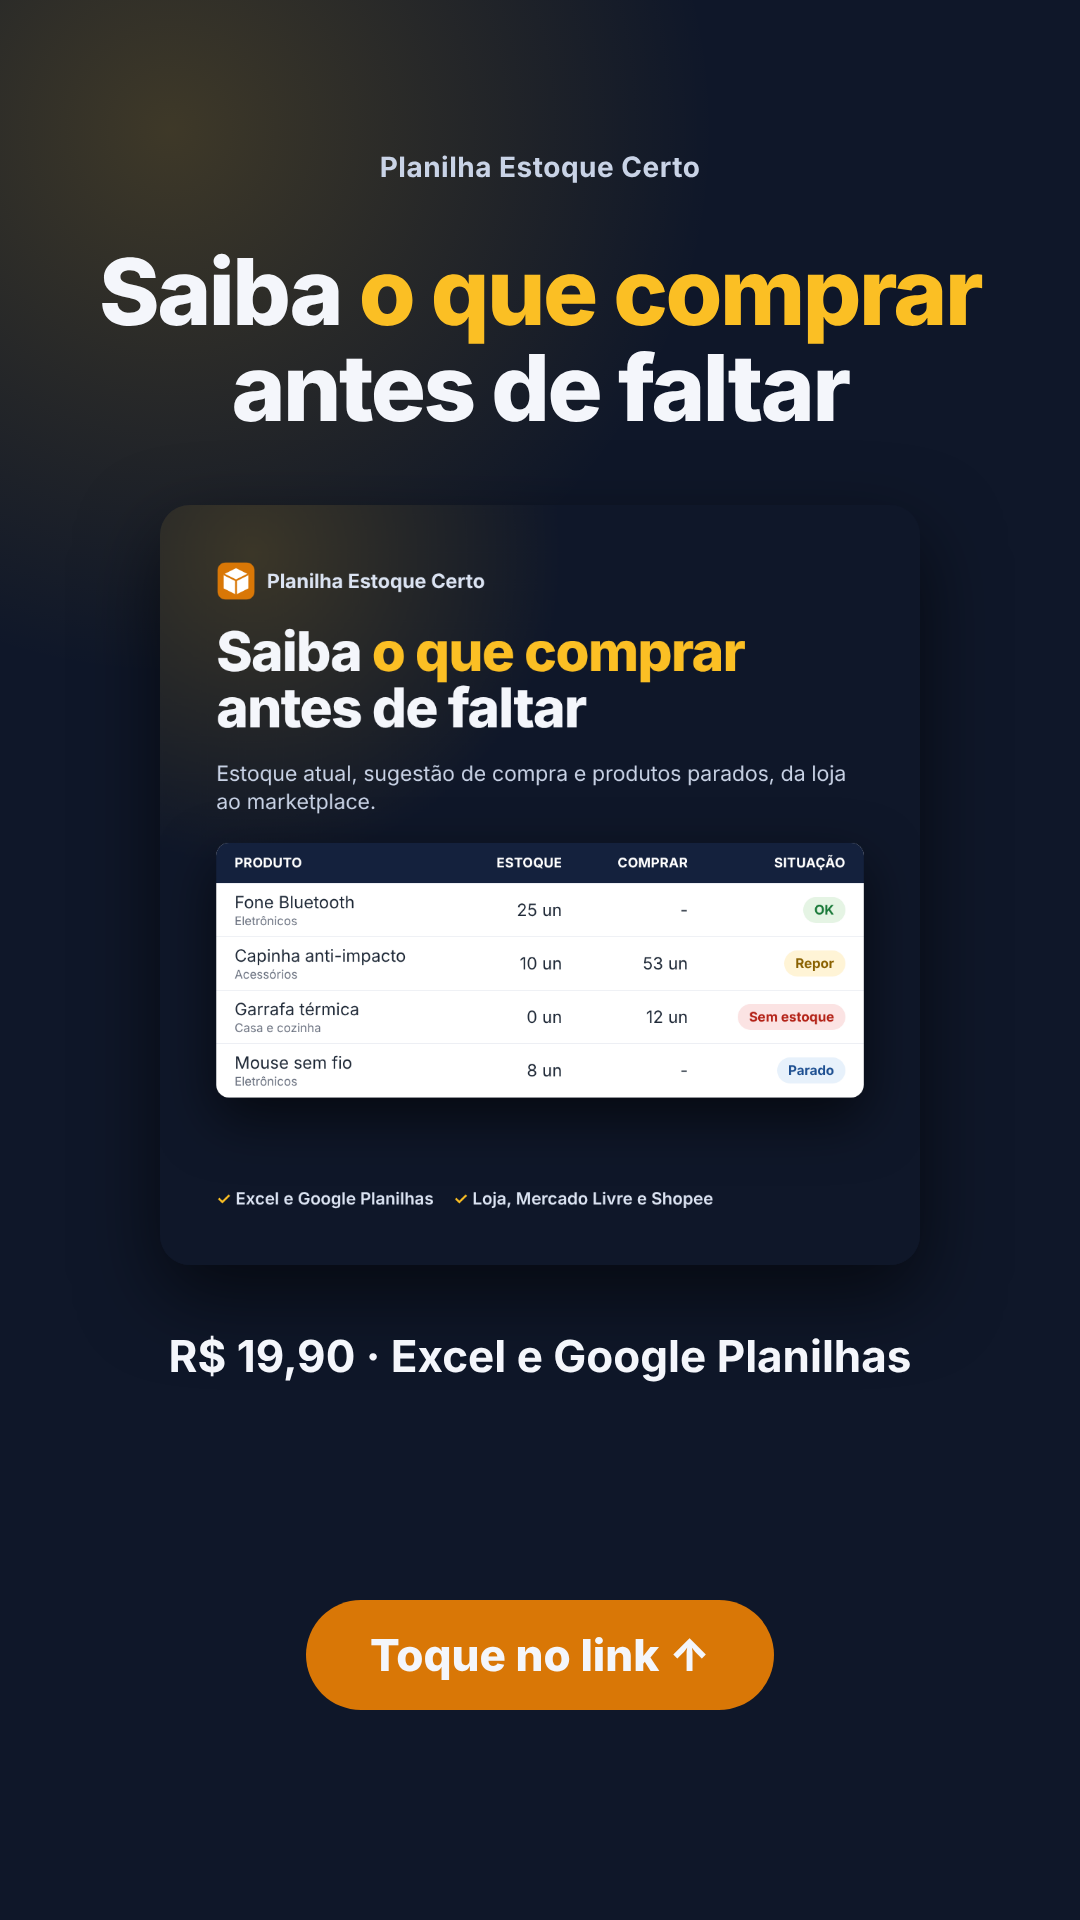 Planilha Estoque Certo
Saiba o que comprar
antes de faltar
Planilha Estoque Certo
Saiba o que comprar
antes de faltar
Estoque atual, sugestão de compra e produtos parados, da loja
ao marketplace.
PRODUTO ESTOQUE COMPRAR SITUAÇÃO
Fone Bluetooth 25 un - OK
Eletrônicos
Capinha anti-impacto 10 un 53 un Repor
Acessórios
Garrafa térmica 0 un 12 un Sem estoque
Casa e cozinha
Mouse sem fio 8 un - Parado
Eletrônicos
✓ Excel e Google Planilhas ✓ Loja, Mercado Livre e Shopee
R$ 19,90 · Excel e Google Planilhas
Toque no link ↑